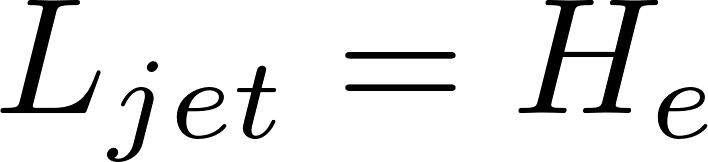 L_{jet} = H_e